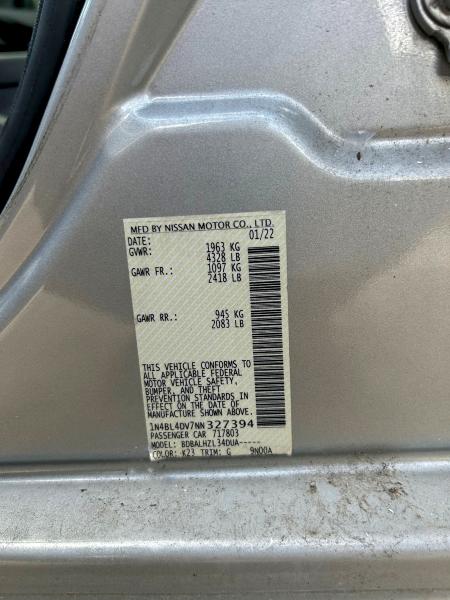 MFD BY NISSAN MOTOR CO., LTD.
DATE: 01/22
GVWR: 1963 KG
4328 LB
GAWR FR: 1097 KG
2418 LB
GAWR RR.: 945 KG
2083 LB
THIS VEHICLE CONFORMS TO
ALL APPLICABLE FEDERAL
MOTOR VEHICLE SAFETY,
BUMPER, AND THEFT
PREVENTION STANDARDS
IN EFFECT ON THE DATE OF
MANUFACTURE SHOWN ABOVE.
1N4BL4DV7NN327394
PASSENGER CAR 717803
MODEL: BDBALHZL34DUA-----
COLOR: K23 TRIM: G 9N00A